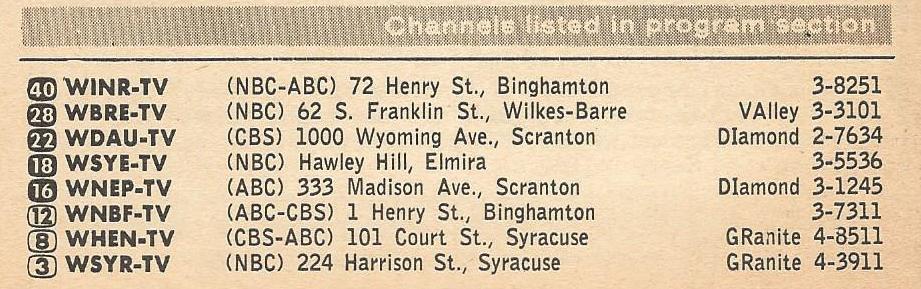 Channels listed in program section
40 WINR-TV (NBC-ABC) 72 Henry St., Binghamton 3-8251
28 WBRE-TV (NBC) 62 S. Franklin St., Wilkes-Barre VAlley 3-3101
22 WDAU-TV (CBS) 1000 Wyoming Ave., Scranton DIamond 2-7634
18 WSYE-TV (NBC) Hawley Hill, Elmira 3-5536
16 WNEP-TV (ABC) 333 Madison Ave., Scranton DIamond 3-1245
12 WNBF-TV (ABC-CBS) 1 Henry St., Binghamton 3-7311
8 WHEN-TV (CBS-ABC) 101 Court St., Syracuse GRanite 4-8511
3 WSYR-TV (NBC) 224 Harrison St., Syracuse GRanite 4-3911